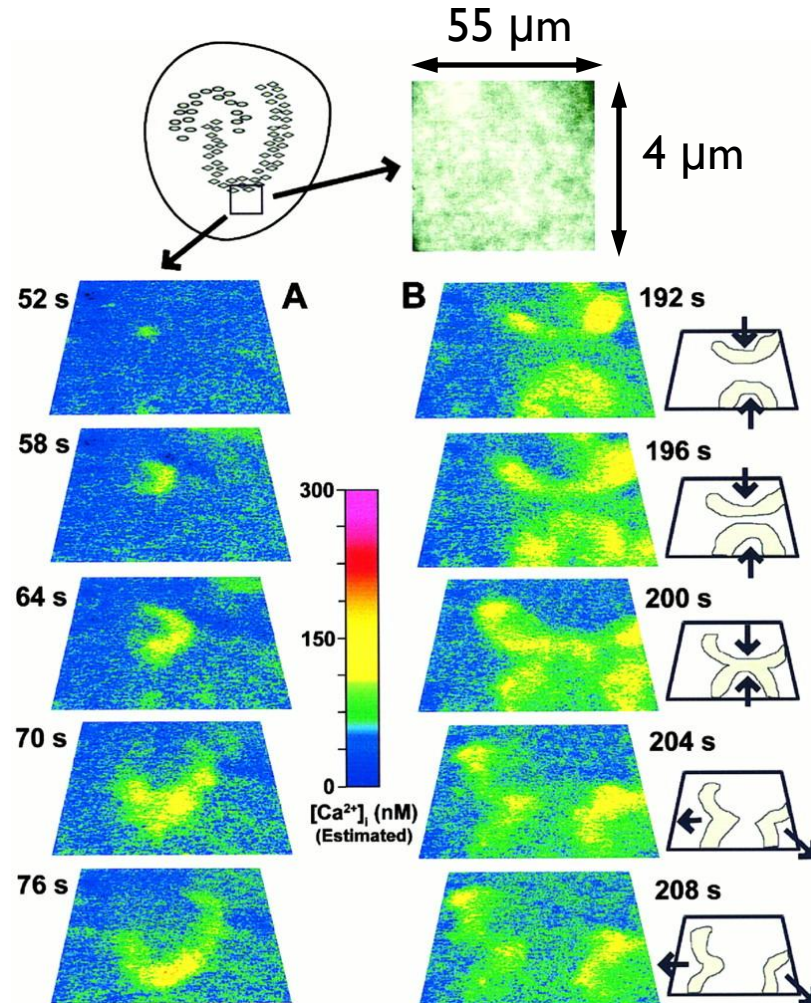 55 µm
4 µm
52 s
A
B
192 s
58 s
196 s
300
64 s
200 s
150
70 s
204 s
0
[Ca²⁺]ᵢ (nM)
(Estimated)
76 s
208 s